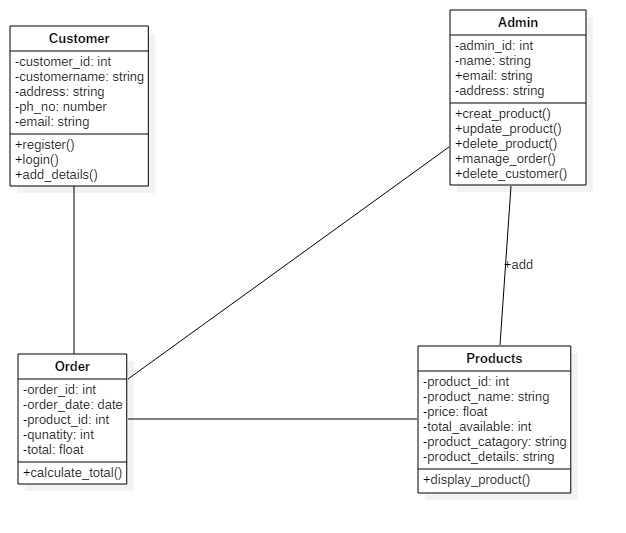 Customer
-customer_id: int
-customername: string
-address: string
-ph_no: number
-email: string
+register()
+login()
+add_details()
Admin
-admin_id: int
-name: string
+email: string
-address: string
+creat_product()
+update_product()
+delete_product()
+manage_order()
+delete_customer()
+add
Order
-order_id: int
-order_date: date
-product_id: int
-qunatity: int
-total: float
+calculate_total()
Products
-product_id: int
-product_name: string
-price: float
-total_available: int
-product_catagory: string
-product_details: string
+display_product()